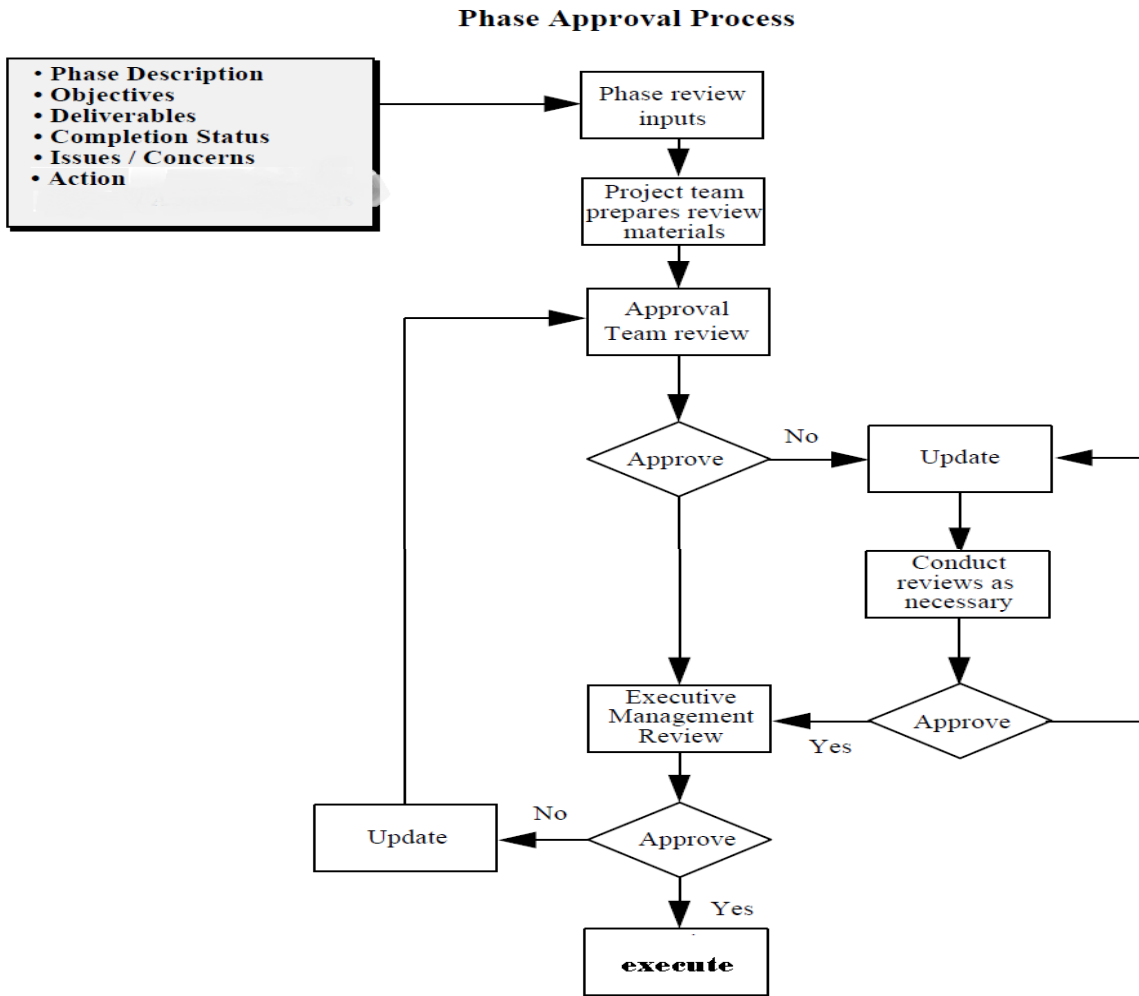 Phase Approval Process
• Phase Description
• Objectives
• Deliverables
• Completion Status
• Issues / Concerns
• Action
Phase review
inputs
Project team
prepares review
materials
Approval
Team review
Approve
No
Update
Conduct
reviews as
necessary
Approve
Yes
Executive
Management
Review
Approve
No
Update
Yes
execute